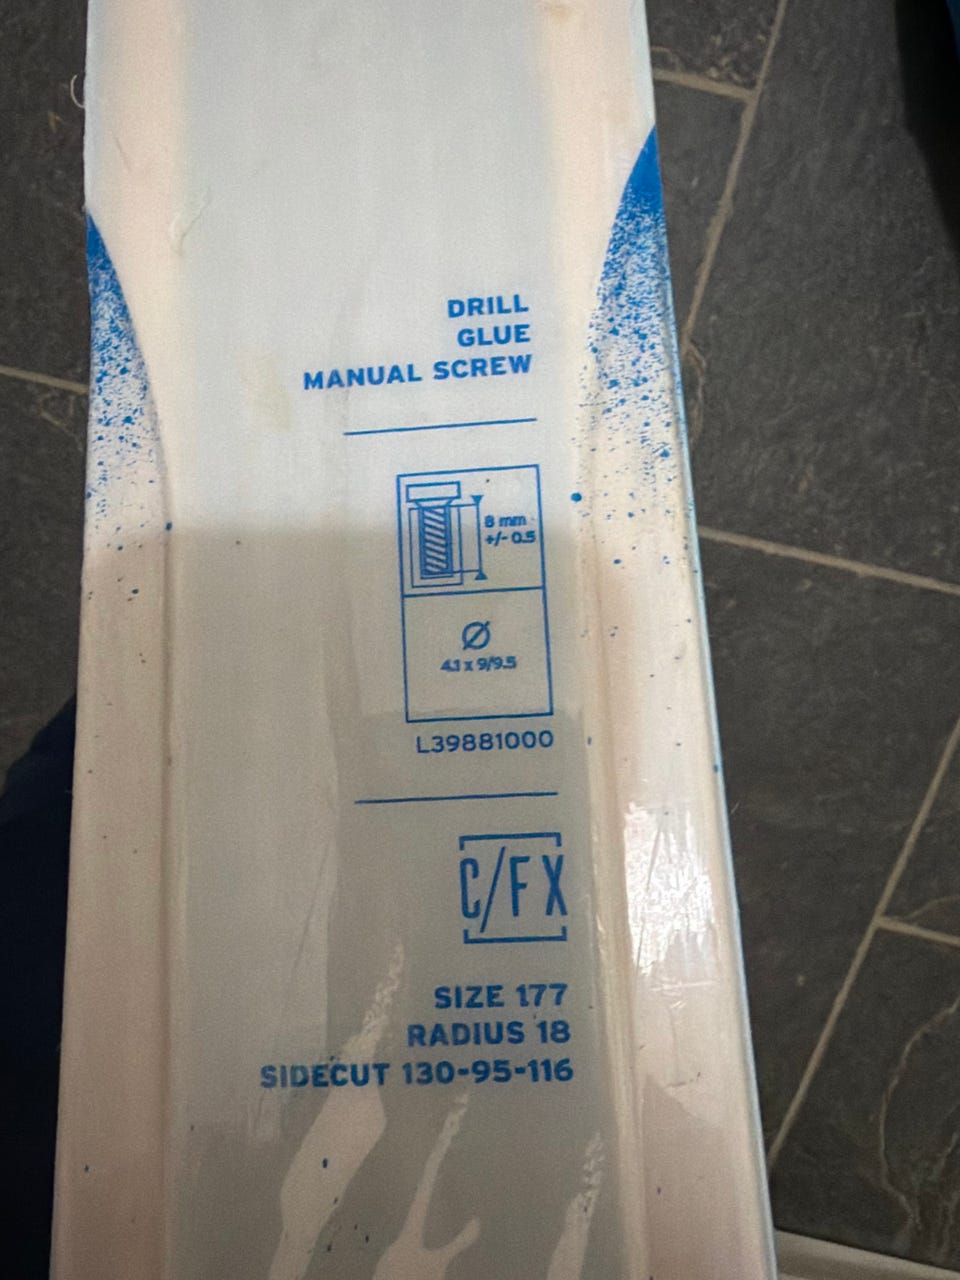 DRILL
GLUE
MANUAL SCREW
8 mm
+/- 0.5
Ø
4.1 x 9/9.5
L39881000
C/FX
SIZE 177
RADIUS 18
SIDECUT 130-95-116